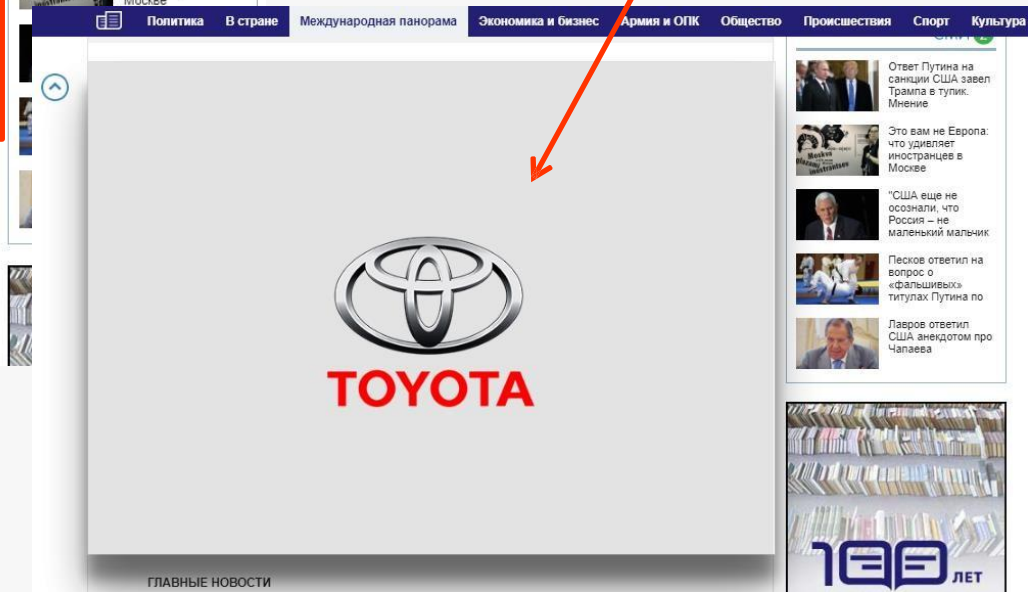 Москве
Политика В стране Международная панорама Экономика и бизнес Армия и ОПК Общество Происшествия Спорт Культура
СМИ 2
Ответ Путина на
санкции США завел
Трампа в тупик.
Мнение
Это вам не Европа:
что удивляет
иностранцев в
Москве
"США еще не
осознали, что
Россия – не
маленький мальчик
Песков ответил на
вопрос о
«фальшивых»
титулах Путина по
Лавров ответил
США анекдотом про
Чапаева
TOYOTA
100 ЛЕТ
ГЛАВНЫЕ НОВОСТИ